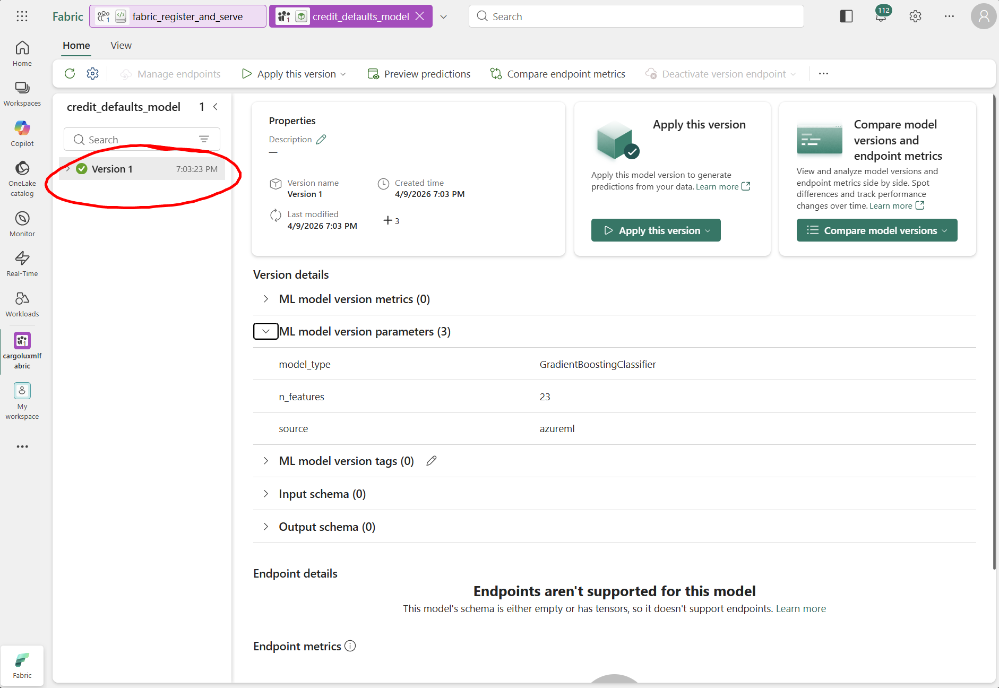 Fabric
1
fabric_register_and_serve
1
credit_defaults_model
Search
112
Home
View
Manage endpoints
Apply this version
Preview predictions
Compare endpoint metrics
Deactivate version endpoint
Home
Workspaces
Copilot
OneLake
catalog
Monitor
Real-Time
Workloads
1
cargoluxmlf
abric
My
workspace
Fabric
credit_defaults_model 1
Search
Version 1 7:03:23 PM
Properties
Description
—
Version name
Version 1
Created time
4/9/2026 7:03 PM
Last modified
4/9/2026 7:03 PM
+ 3
Apply this version
Apply this model version to generate
predictions from your data. Learn more
Apply this version
Compare model
versions and
endpoint metrics
View and analyze model versions and
endpoint metrics side by side. Spot
differences and track performance
changes over time. Learn more
Compare model versions
Version details
ML model version metrics (0)
ML model version parameters (3)
model_type GradientBoostingClassifier
n_features 23
source azureml
ML model version tags (0)
Input schema (0)
Output schema (0)
Endpoint details
Endpoints aren't supported for this model
This model's schema is either empty or has tensors, so it doesn't support endpoints. Learn more
Endpoint metrics